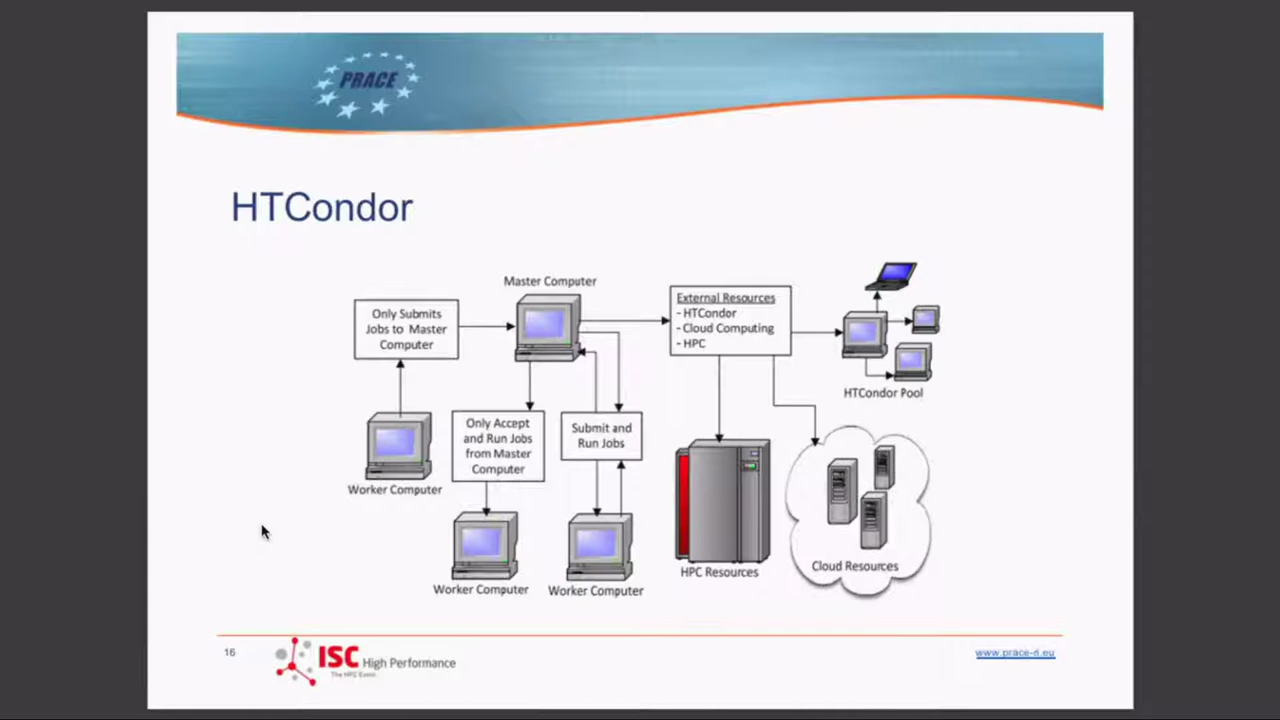 PRACE
HTCondor
Master Computer
Only Submits
Jobs to Master
Computer
External Resources
- HTCondor
- Cloud Computing
- HPC
HTCondor Pool
Only Accept
and Run Jobs
from Master
Computer
Submit and
Run Jobs
Worker Computer
Worker Computer
Worker Computer
HPC Resources
Cloud Resources
16
ISC High Performance
The HPC Event.
www.prace-ri.eu